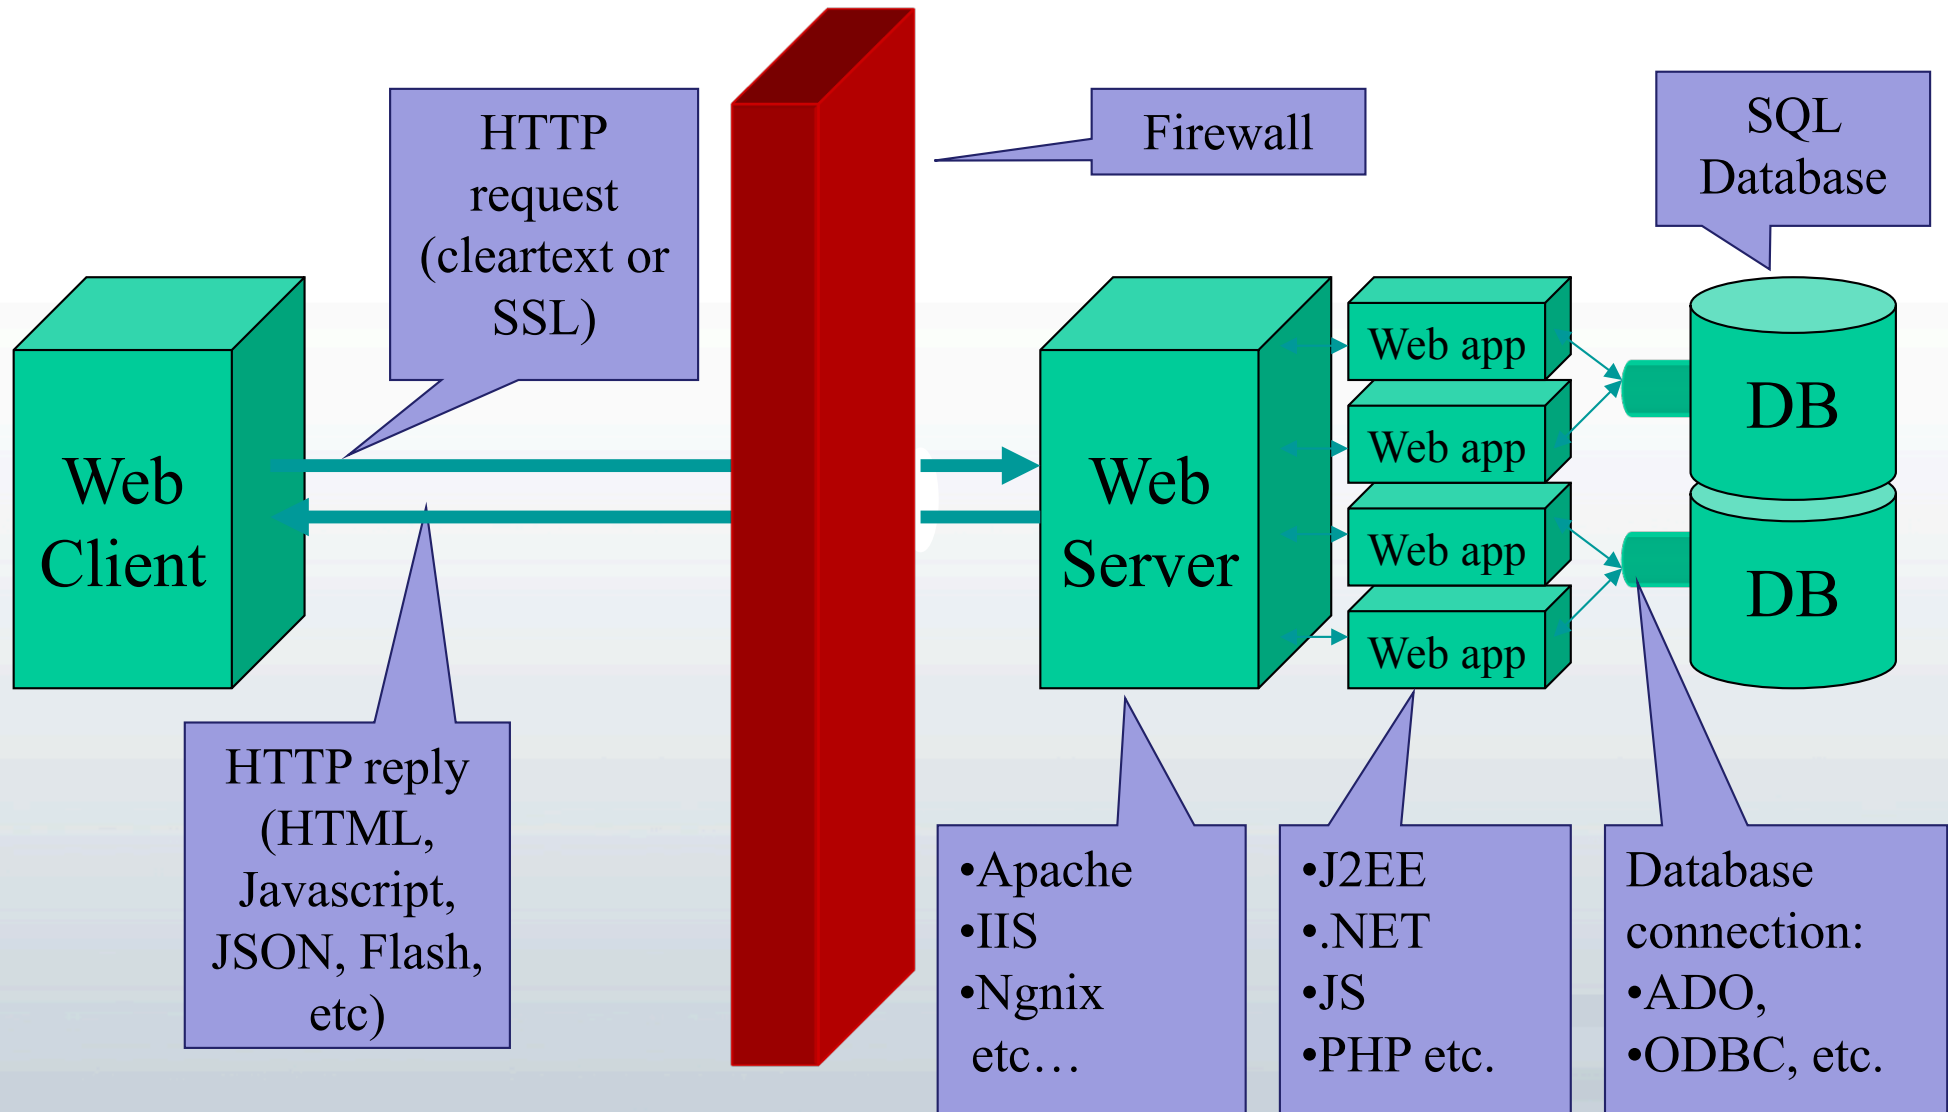 HTTP
request
(cleartext or
SSL)
Firewall
SQL
Database
Web
Client
Web
Server
Web app
Web app
Web app
Web app
DB
DB
HTTP reply
(HTML,
Javascript,
JSON, Flash,
etc)
•Apache
•IIS
•Ngnix
etc…
•J2EE
•.NET
•JS
•PHP etc.
Database
connection:
•ADO,
•ODBC, etc.